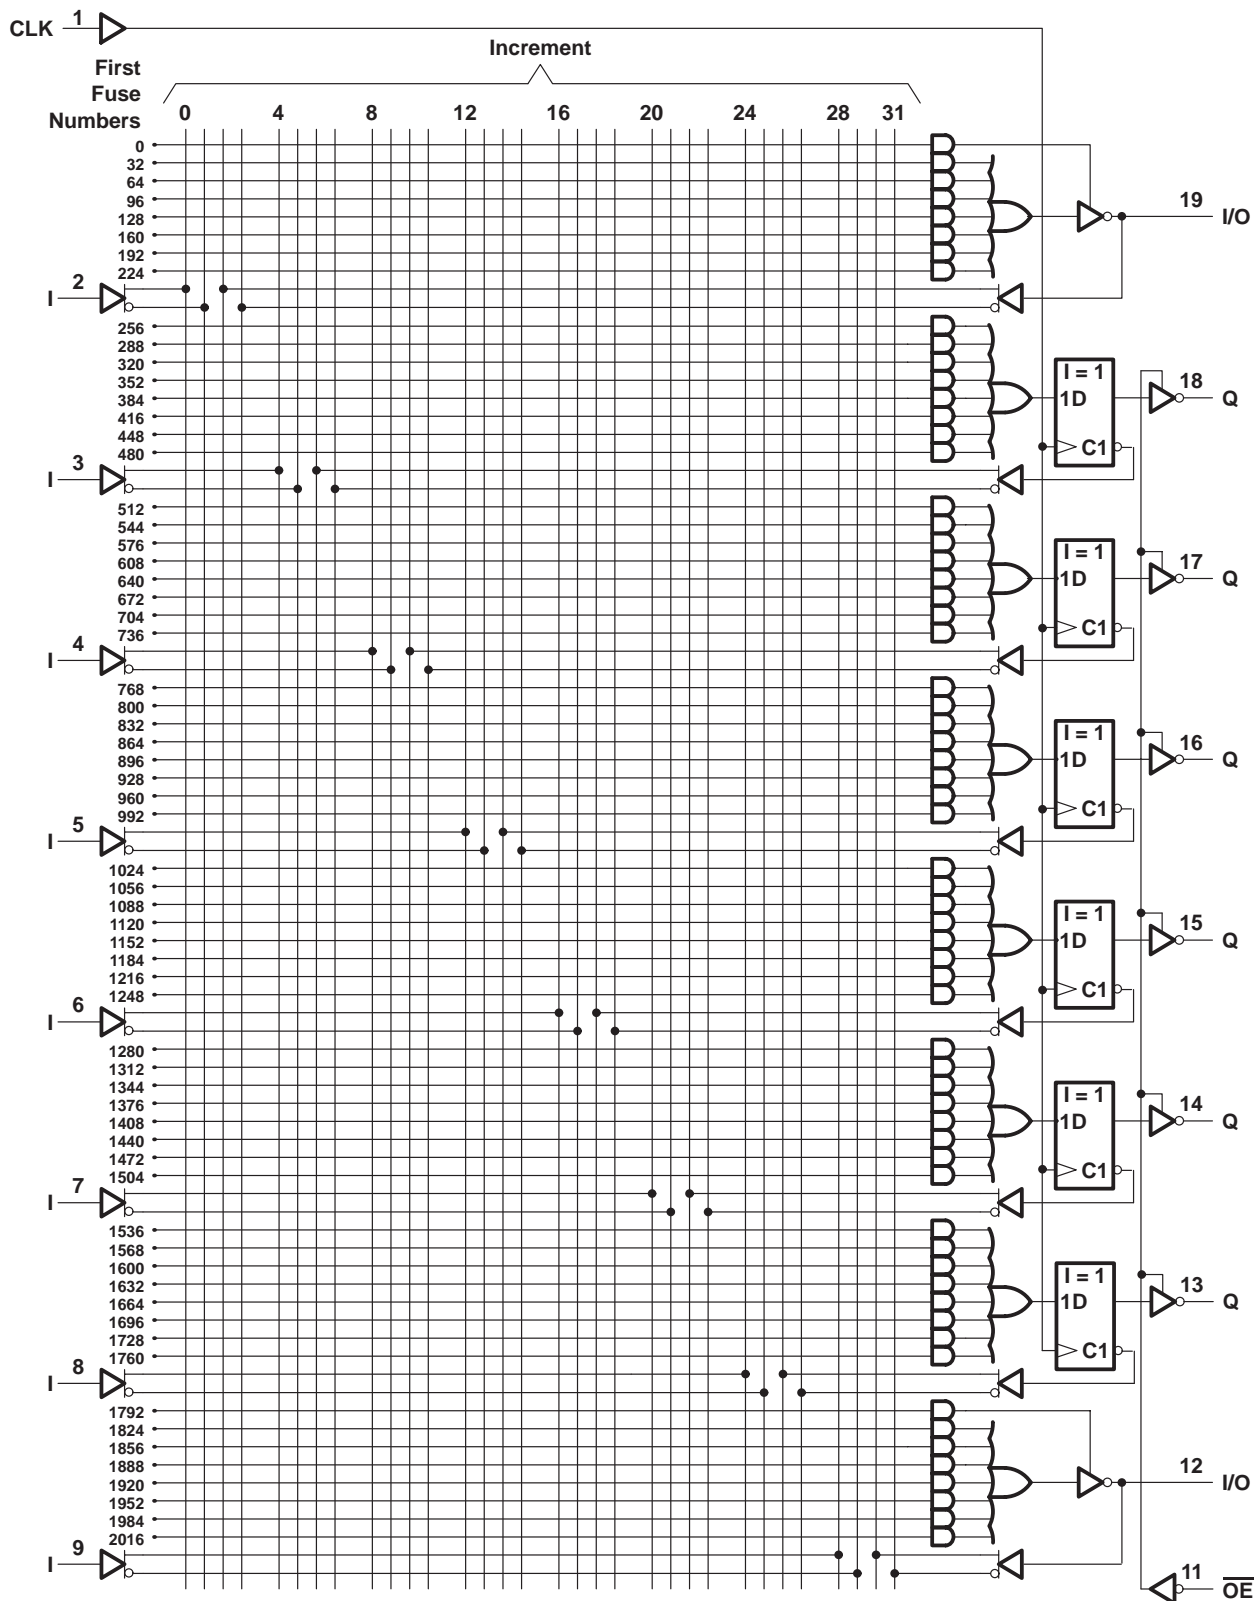 CLK 1
Increment
First
Fuse
Numbers
0 4 8 12 16 20 24 28 31
0
32
64
96
128
160
192
224
19 I/O
I 2
256
288
320
352
384
416
448
480
I = 1
1D
C1
18 Q
I 3
512
544
576
608
640
672
704
736
I = 1
1D
C1
17 Q
I 4
768
800
832
864
896
928
960
992
I = 1
1D
C1
16 Q
I 5
1024
1056
1088
1120
1152
1184
1216
1248
I = 1
1D
C1
15 Q
I 6
1280
1312
1344
1376
1408
1440
1472
1504
I = 1
1D
C1
14 Q
I 7
1536
1568
1600
1632
1664
1696
1728
1760
I = 1
1D
C1
13 Q
I 8
1792
1824
1856
1888
1920
1952
1984
2016
12 I/O
I 9
11 O̅E̅